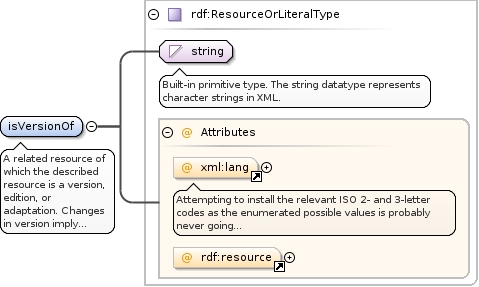 rdf:ResourceOrLiteralType
string
Built-in primitive type. The string datatype represents
character strings in XML.
isVersionOf
A related resource of
which the described
resource is a version,
edition, or
adaptation. Changes
in version imply...
@ Attributes
@ xml:lang
Attempting to install the relevant ISO 2- and 3-letter
codes as the enumerated possible values is probably
never going...
@ rdf:resource